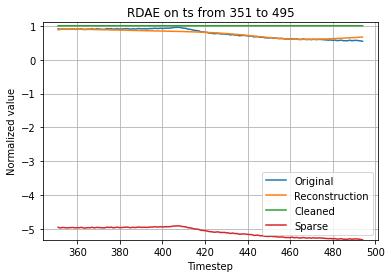 RDAE on ts from 351 to 495
1
0
−1
−2
−3
−4
−5
Normalized value
Original
Reconstruction
Cleaned
Sparse
360 380 400 420 440 460 480 500
Timestep